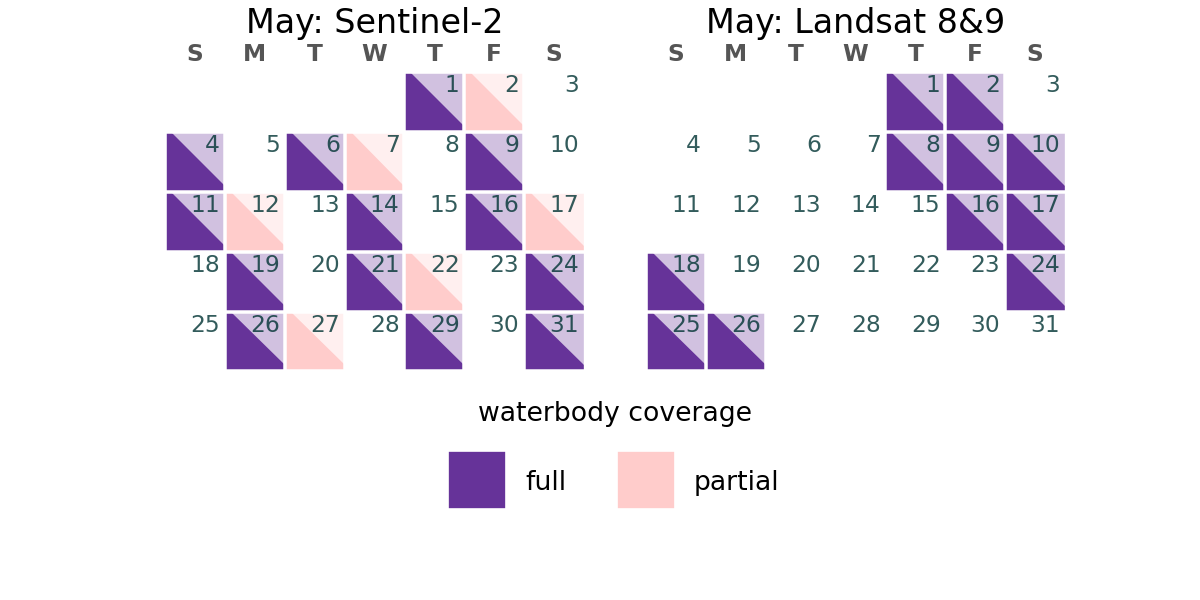 May: Sentinel-2
S M T W T F S
1 2 3
4 5 6 7 8 9 10
11 12 13 14 15 16 17
18 19 20 21 22 23 24
25 26 27 28 29 30 31
May: Landsat 8&9
S M T W T F S
1 2 3
4 5 6 7 8 9 10
11 12 13 14 15 16 17
18 19 20 21 22 23 24
25 26 27 28 29 30 31
waterbody coverage
full partial